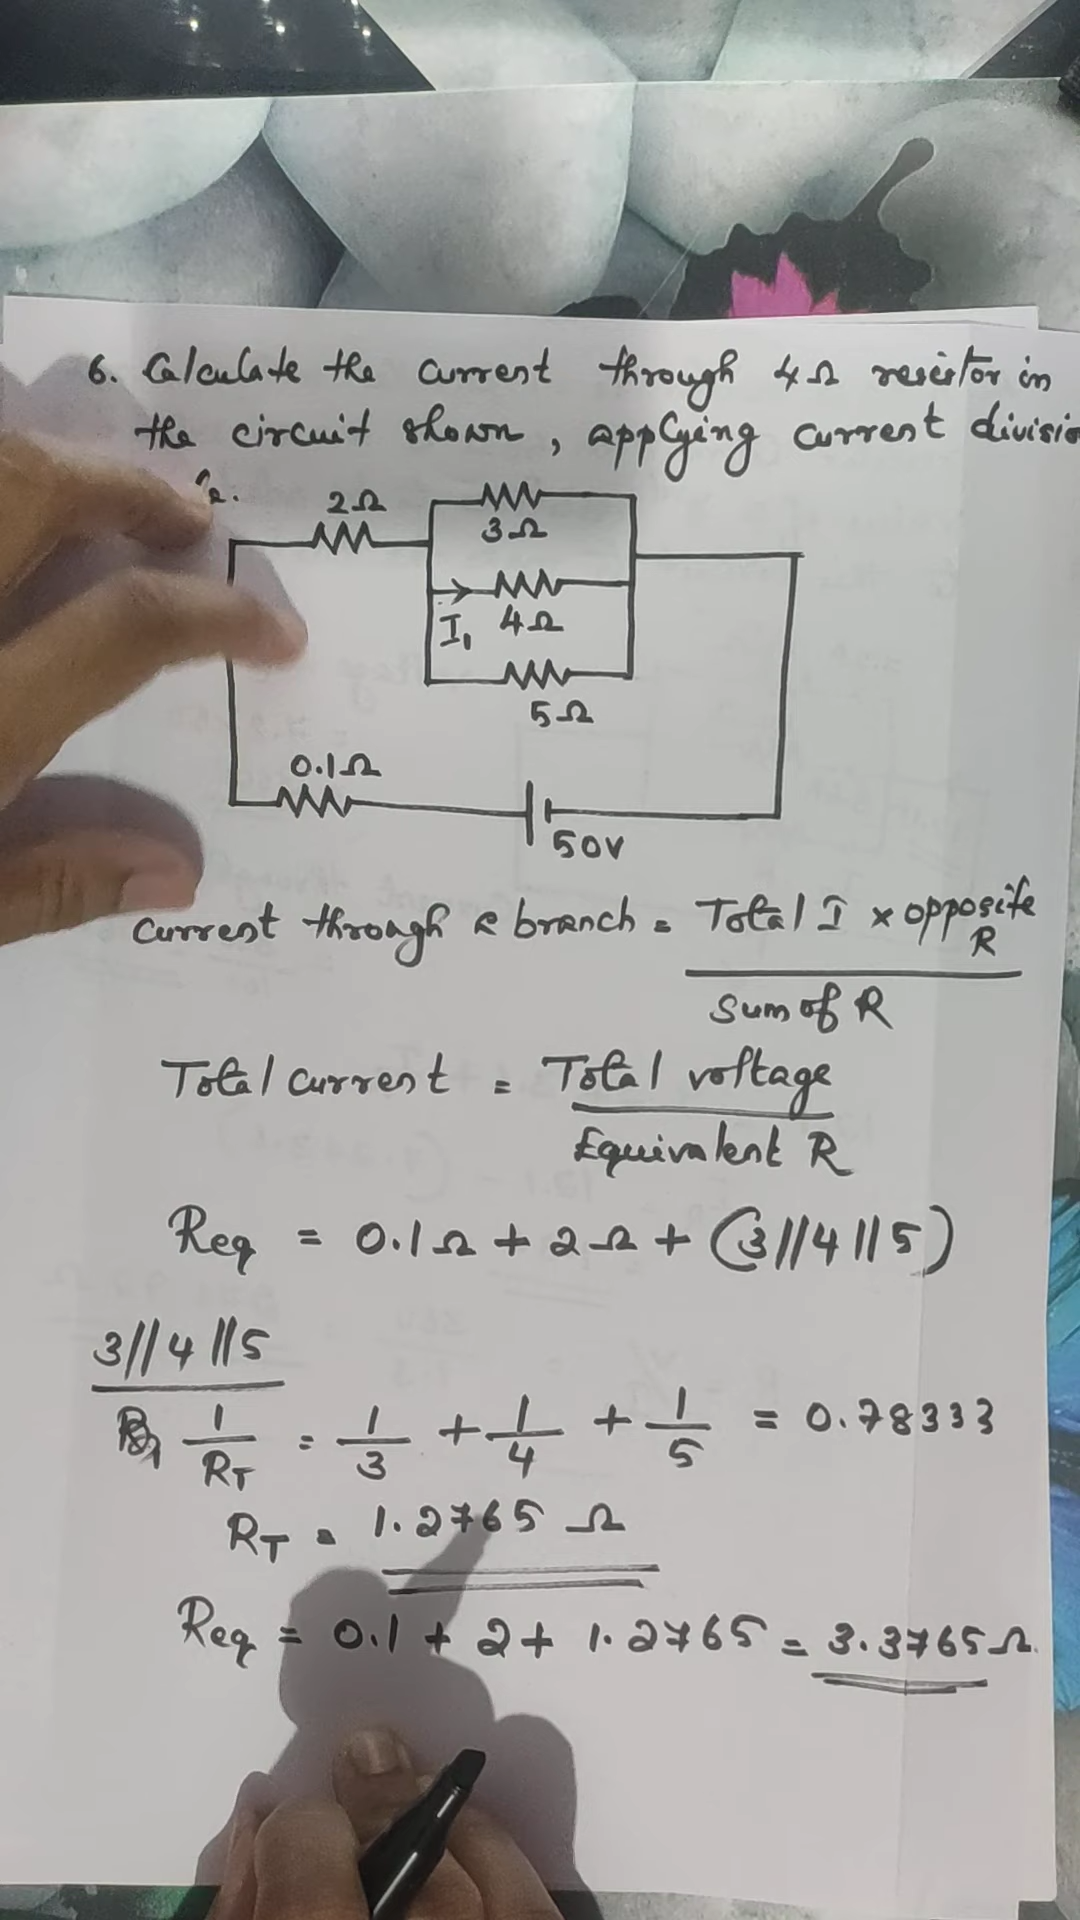 6. Calculate the current through 4Ω resistor in
the circuit shown, applying current divisio
2Ω
3Ω
I₁ 4Ω
5Ω
0.1Ω
50V
Current through a branch = Total I × opposite R / Sum of R
Total current = Total voltage / Equivalent R
Req = 0.1Ω + 2Ω + (3//4//5)
3//4//5
1/RT = 1/3 + 1/4 + 1/5 = 0.78333
RT = 1.2765 Ω
Req = 0.1 + 2 + 1.2765 = 3.3765Ω.